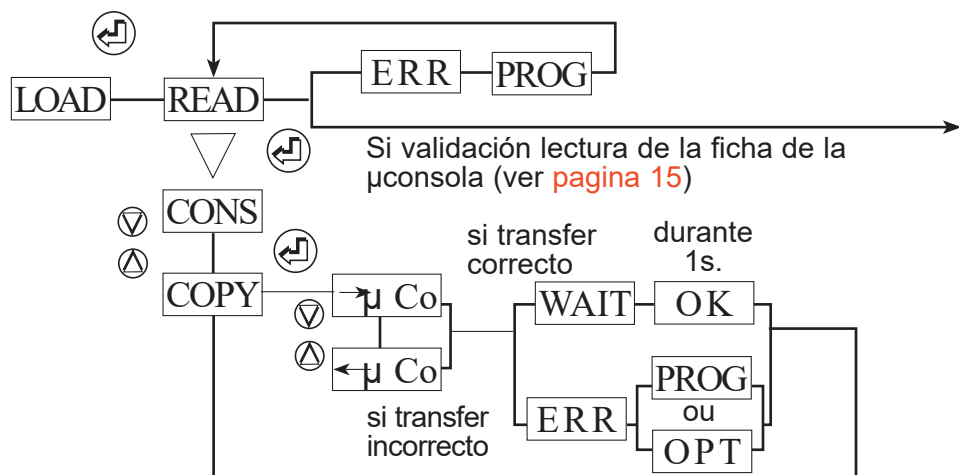 ERR PROG
LOAD READ
Si validación lectura de la ficha de la
µconsola (ver pagina 15)
CONS
si transfer
correcto
durante
1s.
COPY
µ Co
WAIT OK
µ Co
PROG
si transfer
incorrecto
ERR
ou
OPT